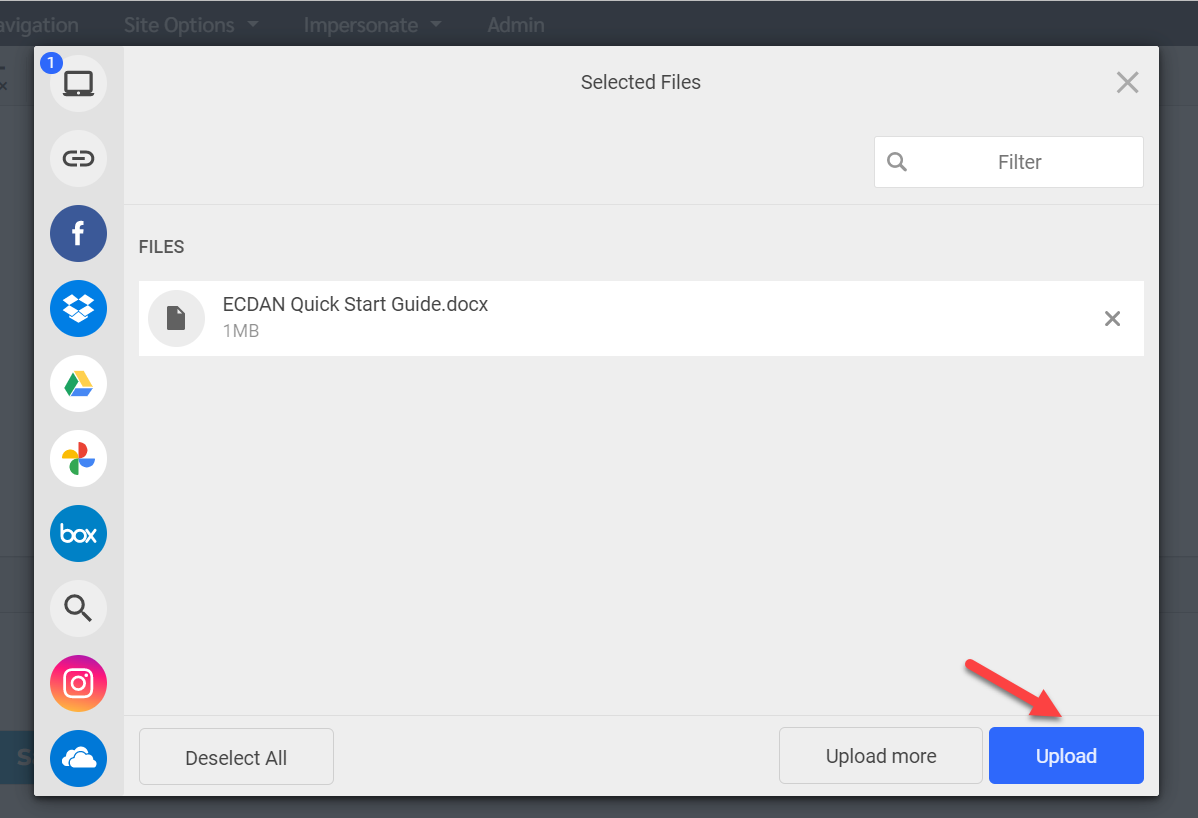 avigation Site Options Impersonate Admin
1
Selected Files
Filter
f
FILES
ECDAN Quick Start Guide.docx
1MB
box
Deselect All
Upload more
Upload